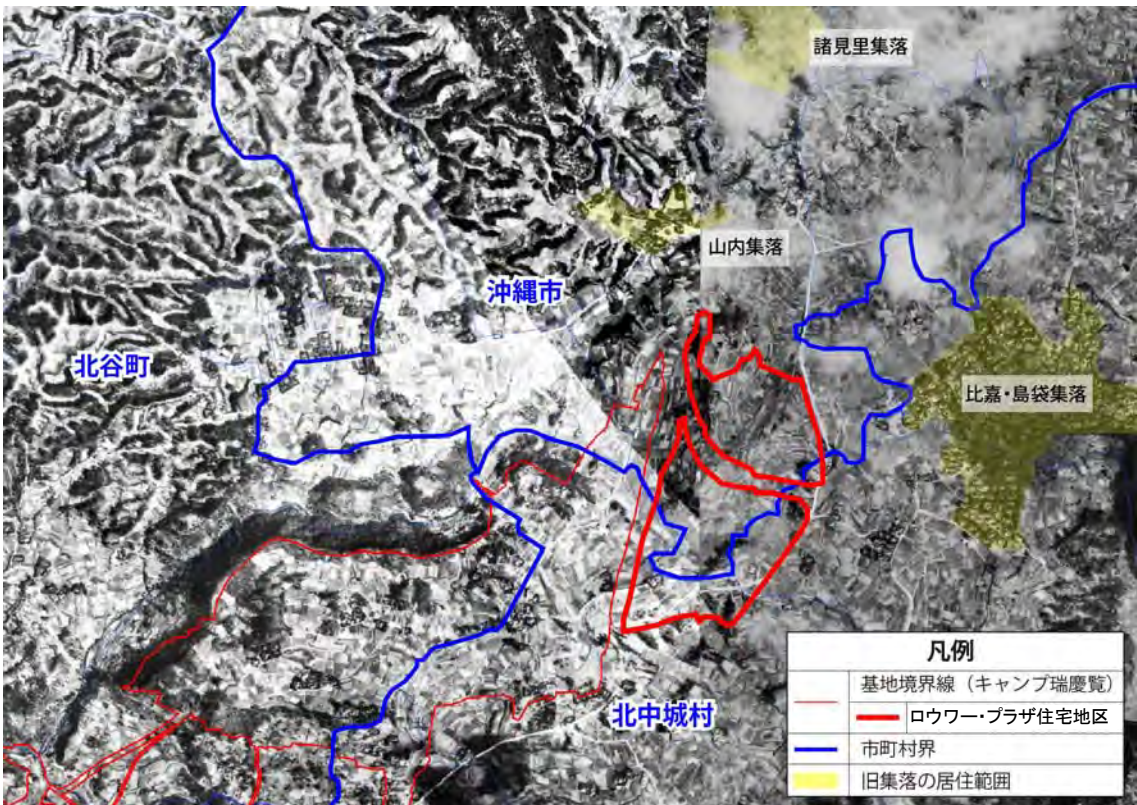 諸見里集落
山内集落
沖縄市
北谷町
比嘉・島袋集落
北中城村
凡例
基地境界線（キャンプ瑞慶覧）
ロウワー・プラザ住宅地区
市町村界
旧集落の居住範囲